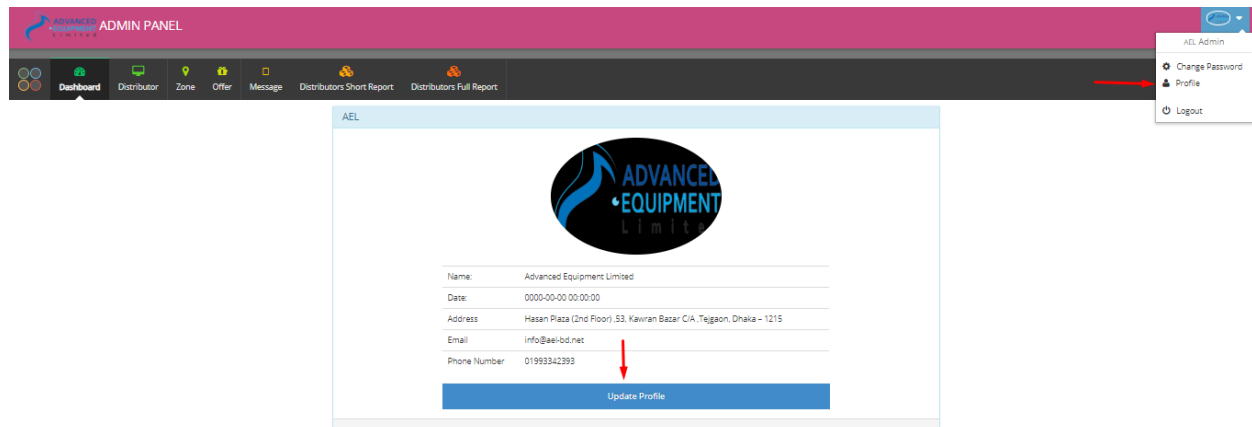 ADVANCED
EQUIPMENT
Limited
ADMIN PANEL
AEL Admin
Change Password
Profile
Logout
Dashboard
Distributor
Zone
Offer
Message
Distributors Short Report
Distributors Full Report
AEL
ADVANCED
EQUIPMENT
Limite
Name: Advanced Equipment Limited
Date: 0000-00-00 00:00:00
Address Hasan Plaza (2nd Floor) ,53, Kawran Bazar C/A ,Tejgaon, Dhaka – 1215
Email info@ael-bd.net
Phone Number 01993342393
Update Profile